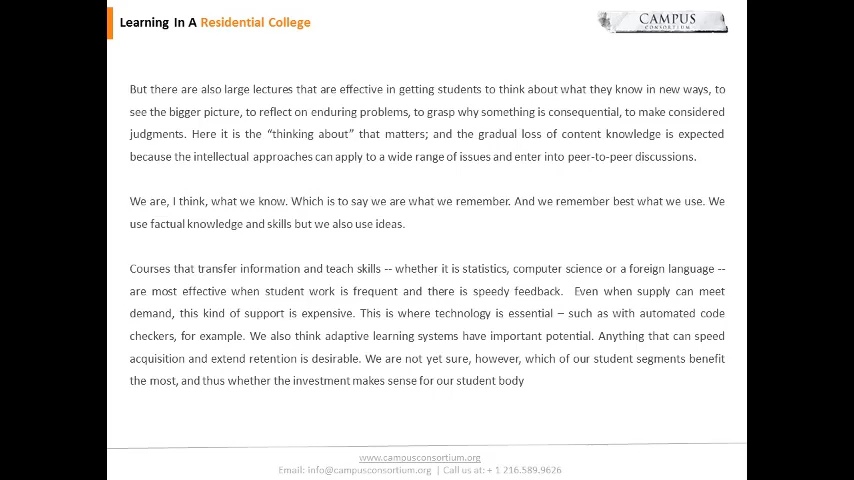 Learning In A Residential College
CAMPUS
CONSORTIUM
But there are also large lectures that are effective in getting students to think about what they know in new ways, to
see the bigger picture, to reflect on enduring problems, to grasp why something is consequential, to make considered
judgments. Here it is the “thinking about” that matters; and the gradual loss of content knowledge is expected
because the intellectual approaches can apply to a wide range of issues and enter into peer-to-peer discussions.
We are, I think, what we know. Which is to say we are what we remember. And we remember best what we use. We
use factual knowledge and skills but we also use ideas.
Courses that transfer information and teach skills -- whether it is statistics, computer science or a foreign language --
are most effective when student work is frequent and there is speedy feedback. Even when supply can meet
demand, this kind of support is expensive. This is where technology is essential – such as with automated code
checkers, for example. We also think adaptive learning systems have important potential. Anything that can speed
acquisition and extend retention is desirable. We are not yet sure, however, which of our student segments benefit
the most, and thus whether the investment makes sense for our student body
www.campusconsortium.org
Email: info@campusconsortium.org | Call us at: + 1 216.589.9626